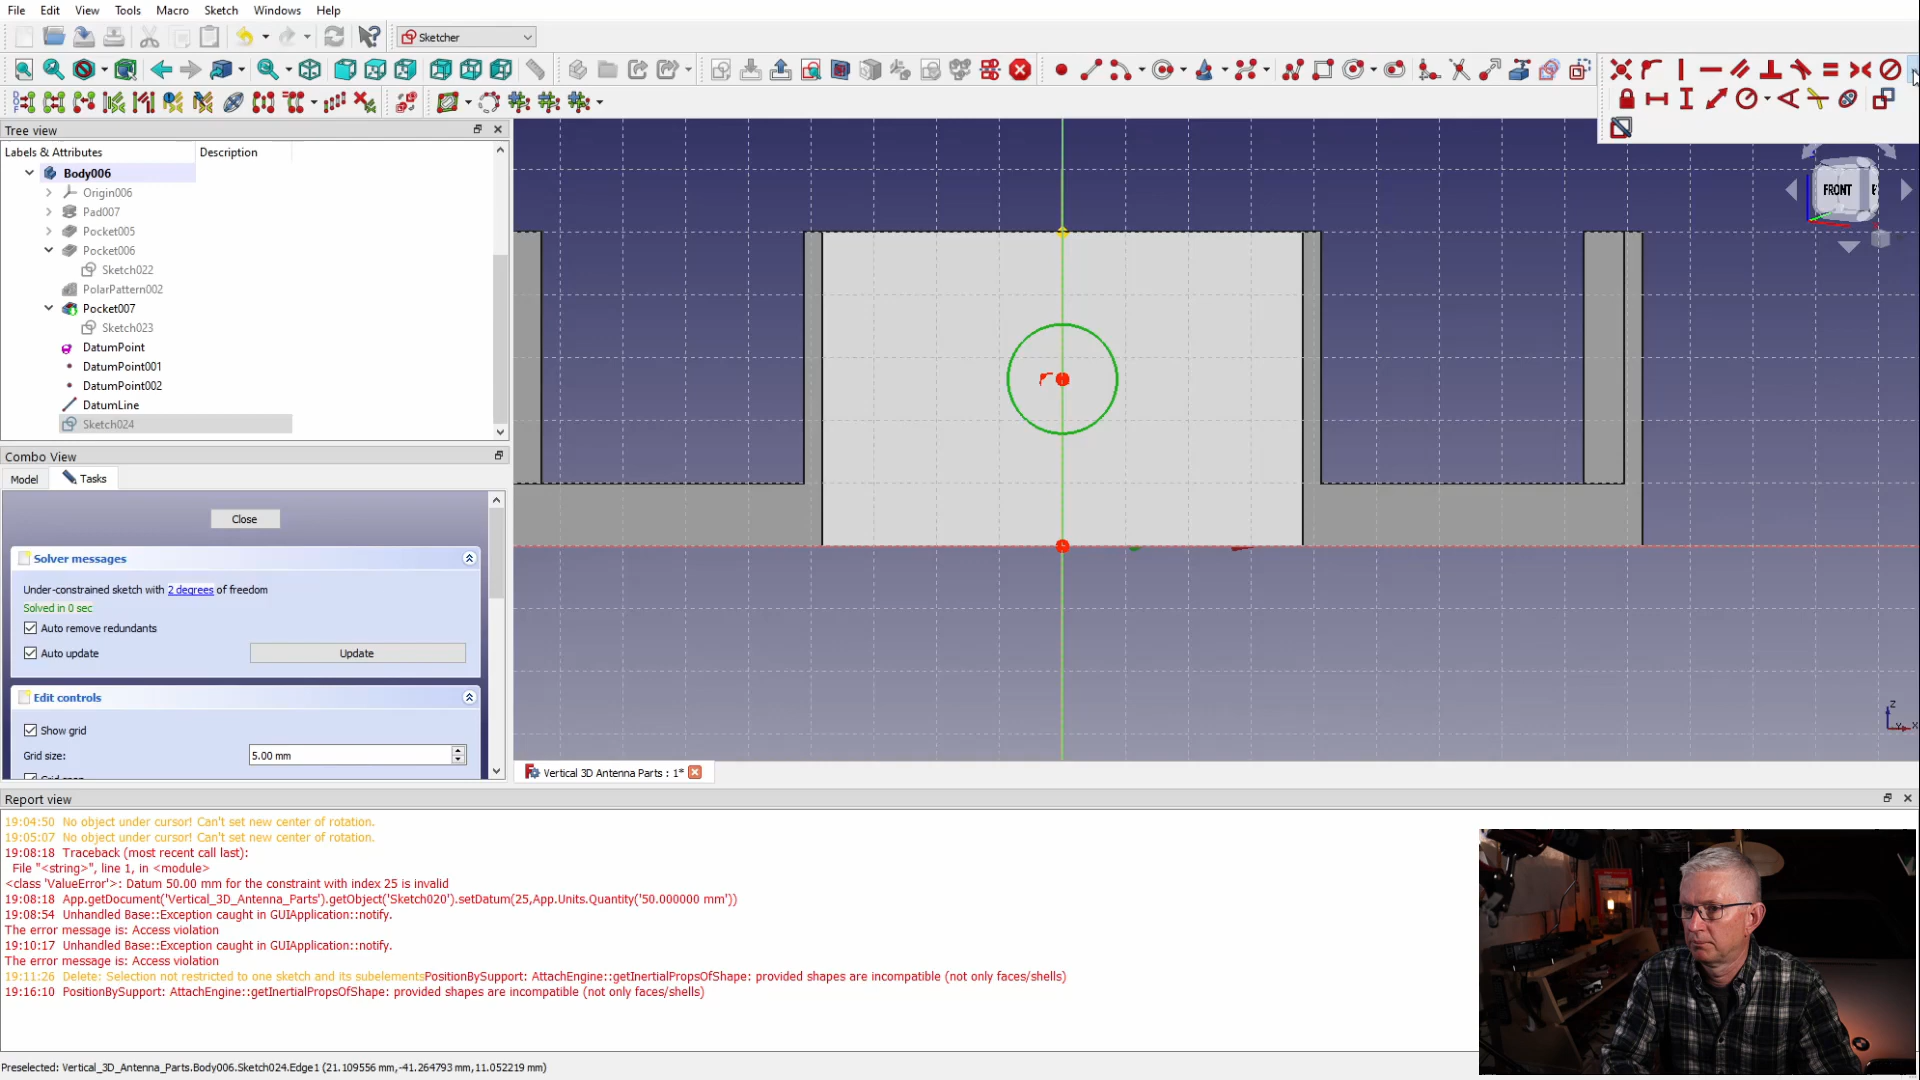 File Edit View Tools Macro Sketch Windows Help
Sketcher
Tree view
Labels & Attributes Description
Body006
Origin006
Pad007
Pocket005
Pocket006
Sketch022
PolarPattern002
Pocket007
Sketch023
DatumPoint
DatumPoint001
DatumPoint002
DatumLine
Sketch024
Combo View
Model Tasks
Close
Solver messages
Under-constrained sketch with 2 degrees of freedom
Solved in 0 sec
Auto remove redundants
Auto update Update
Edit controls
Show grid
Grid size: 5.00 mm
FRONT
Z
X
Vertical 3D Antenna Parts : 1*
Report view
19:04:50 No object under cursor! Can't set new center of rotation.
19:05:07 No object under cursor! Can't set new center of rotation.
19:08:18 Traceback (most recent call last):
File "<string>", line 1, in <module>
<class 'ValueError'>: Datum 50.00 mm for the constraint with index 25 is invalid
19:08:18 App.getDocument('Vertical_3D_Antenna_Parts').getObject('Sketch020').setDatum(25,App.Units.Quantity('50.000000 mm'))
19:08:54 Unhandled Base::Exception caught in GUIApplication::notify.
The error message is: Access violation
19:10:17 Unhandled Base::Exception caught in GUIApplication::notify.
The error message is: Access violation
19:11:26 Delete: Selection not restricted to one sketch and its subelementsPositionBySupport: AttachEngine::getInertialPropsOfShape: provided shapes are incompatible (not only faces/shells)
19:16:10 PositionBySupport: AttachEngine::getInertialPropsOfShape: provided shapes are incompatible (not only faces/shells)
Preselected: Vertical_3D_Antenna_Parts.Body006.Sketch024.Edge1 (21.109556 mm,-41.264793 mm,11.052219 mm)